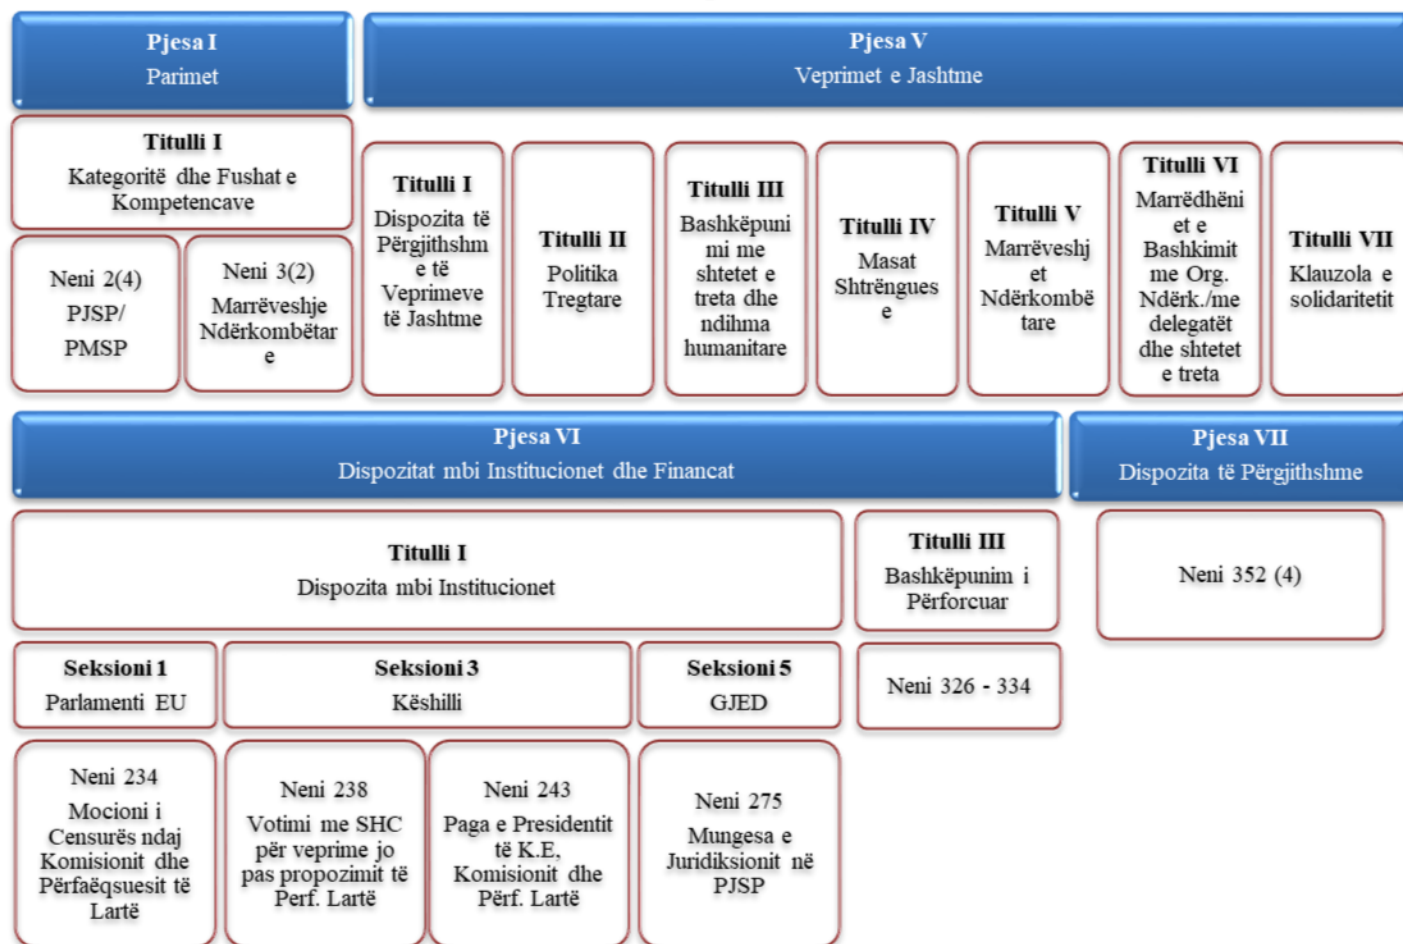 Pjesa I
Parimet
Pjesa V
Veprimet e Jashtme
Titulli I
Kategoritë dhe Fushat e
Kompetencave
Neni 2(4)
PJSP/
PMSP
Neni 3(2)
Marrëveshje
Ndërkombëtar
e
Titulli I
Dispozita të
Përgjithshm
e të
Veprimeve
të Jashtme
Titulli II
Politika
Tregtare
Titulli III
Bashkëpuni
mi me
shtetet e
treta dhe
ndihma
humanitare
Titulli IV
Masat
Shtrëngues
e
Titulli V
Marrëveshj
et
Ndërkombë
tare
Titulli VI
Marrëdhëni
et e
Bashkimit
me Org.
Ndërk./me
delegatët
dhe shtetet
e treta
Titulli VII
Klauzola e
solidaritetit
Pjesa VI
Dispozitat mbi Institucionet dhe Financat
Pjesa VII
Dispozita të Përgjithshme
Titulli I
Dispozita mbi Institucionet
Titulli III
Bashkëpunim i
Përforcuar
Neni 352 (4)
Seksioni 1
Parlamenti EU
Seksioni 3
Këshilli
Seksioni 5
GJED
Neni 326 - 334
Neni 234
Mocioni i
Censurës ndaj
Komisionit dhe
Përfaëqsuesit të
Lartë
Neni 238
Votimi me SHC
për veprime jo
pas propozimit të
Perf. Lartë
Neni 243
Paga e Presidentit
të K.E,
Komisionit dhe
Përf. Lartë
Neni 275
Mungesa e
Juridiksionit në
PJSP